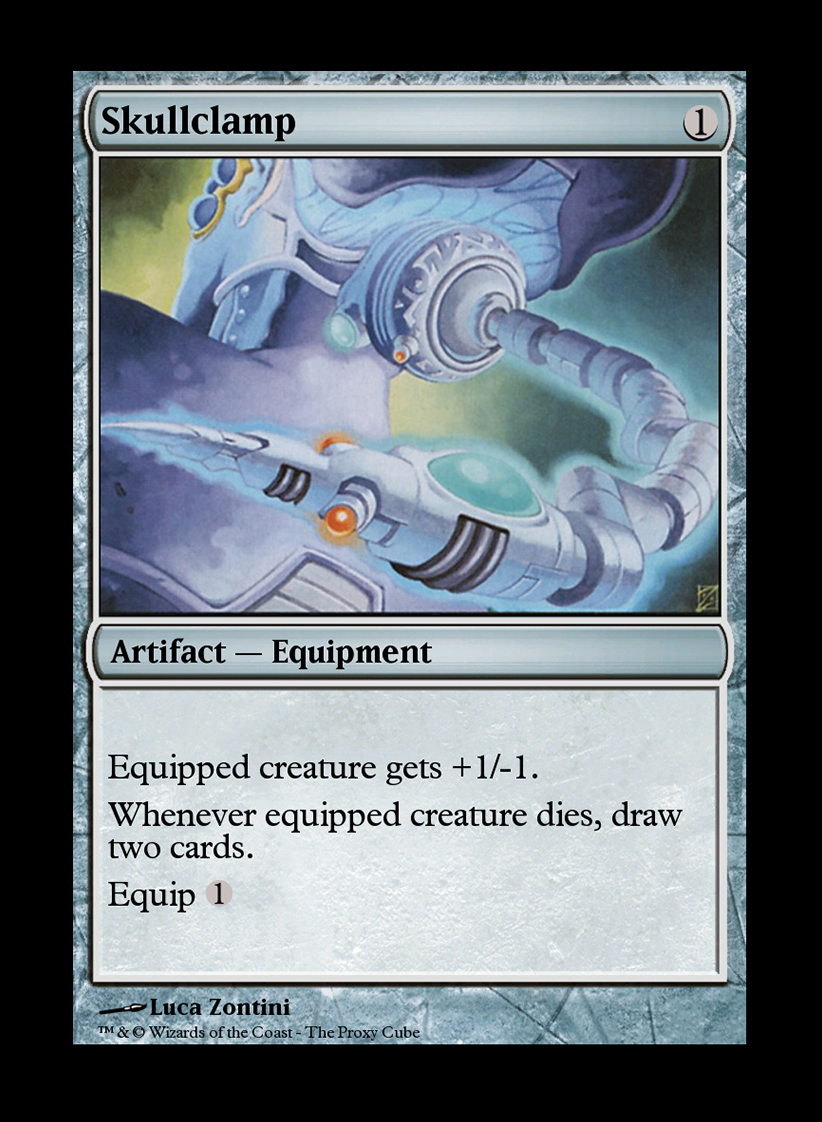 Skullclamp
1
Artifact — Equipment
Equipped creature gets +1/-1.
Whenever equipped creature dies, draw
two cards.
Equip 1
Luca Zontini
™ & © Wizards of the Coast - The Proxy Cube